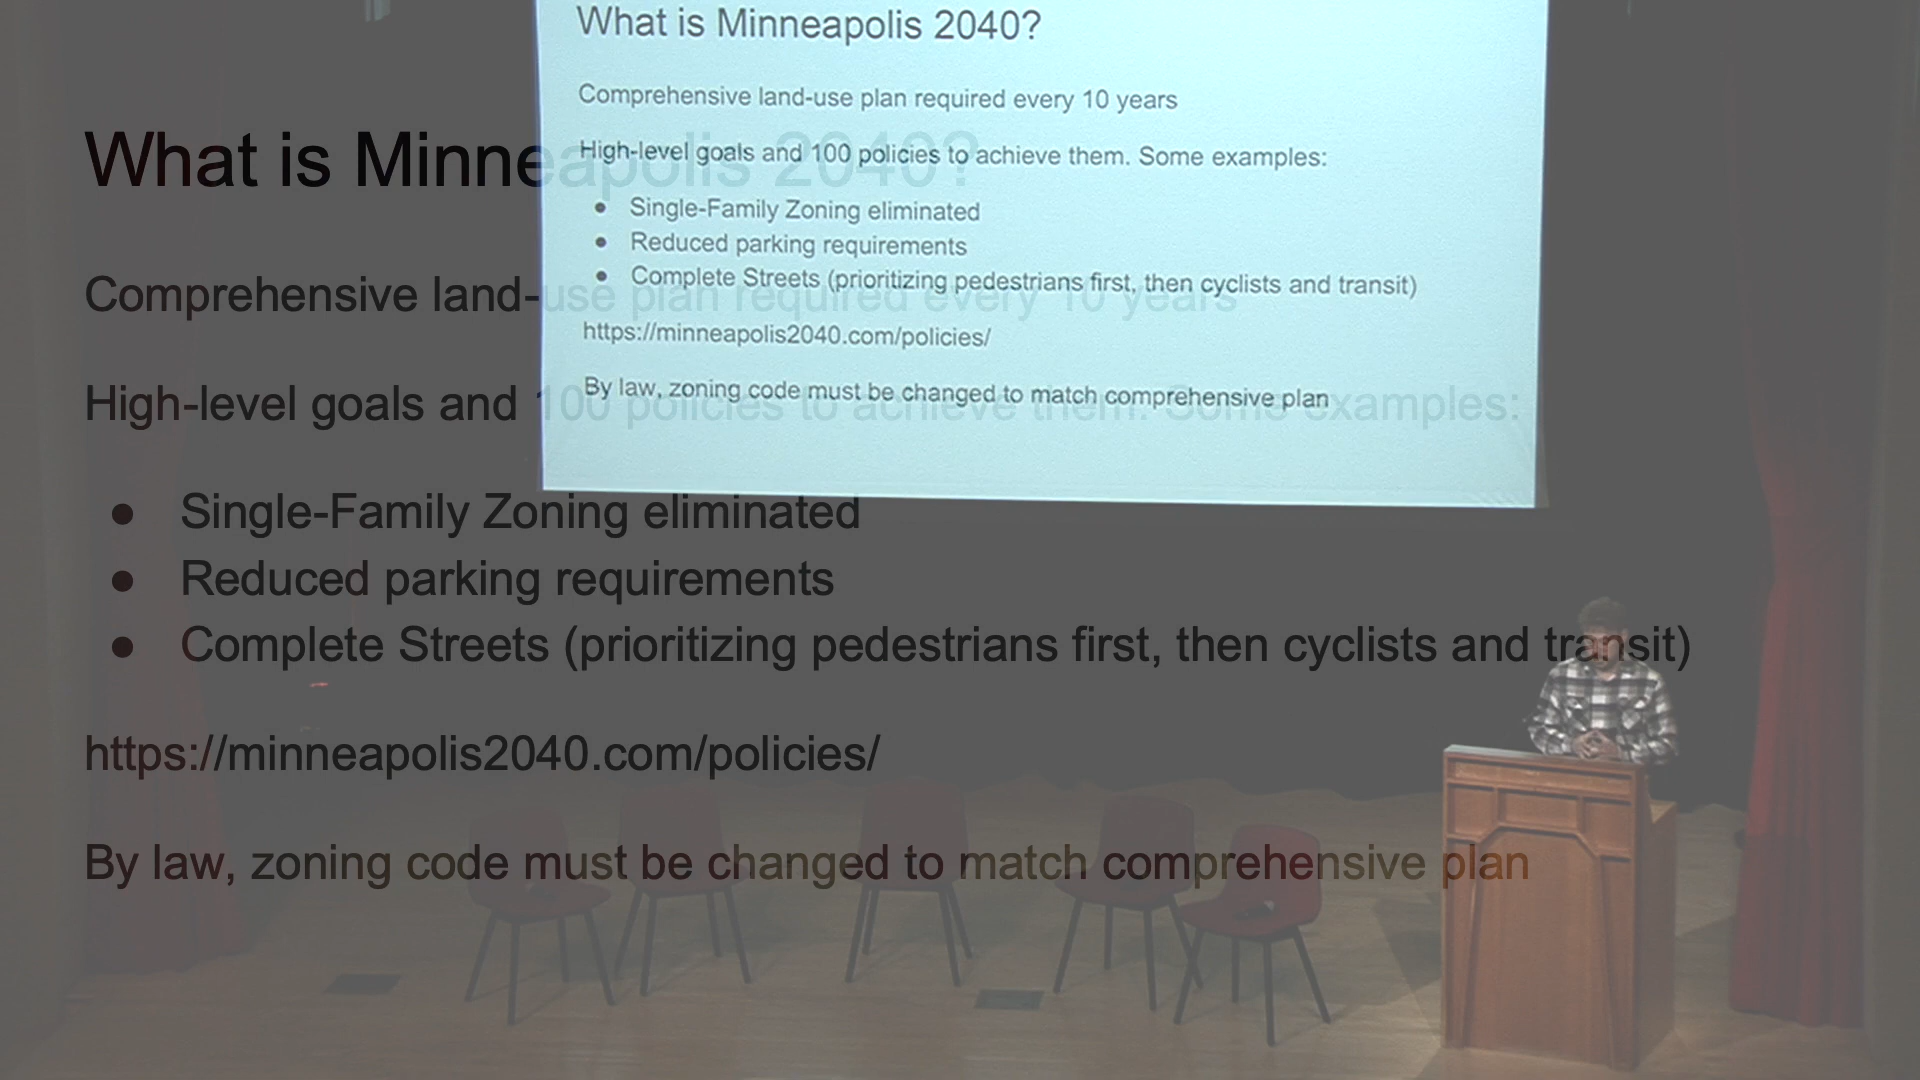 What is Minneapolis 2040?
Comprehensive land-use plan required every 10 years
High-level goals and 100 policies to achieve them. Some examples:
● Single-Family Zoning eliminated
● Reduced parking requirements
● Complete Streets (prioritizing pedestrians first, then cyclists and transit)
https://minneapolis2040.com/policies/
By law, zoning code must be changed to match comprehensive plan
What is Minneapolis 2040?
Comprehensive land-use plan required every 10 years
High-level goals and 100 policies to achieve them. Some examples:
● Single-Family Zoning eliminated
● Reduced parking requirements
● Complete Streets (prioritizing pedestrians first, then cyclists and transit)
https://minneapolis2040.com/policies/
By law, zoning code must be changed to match comprehensive plan